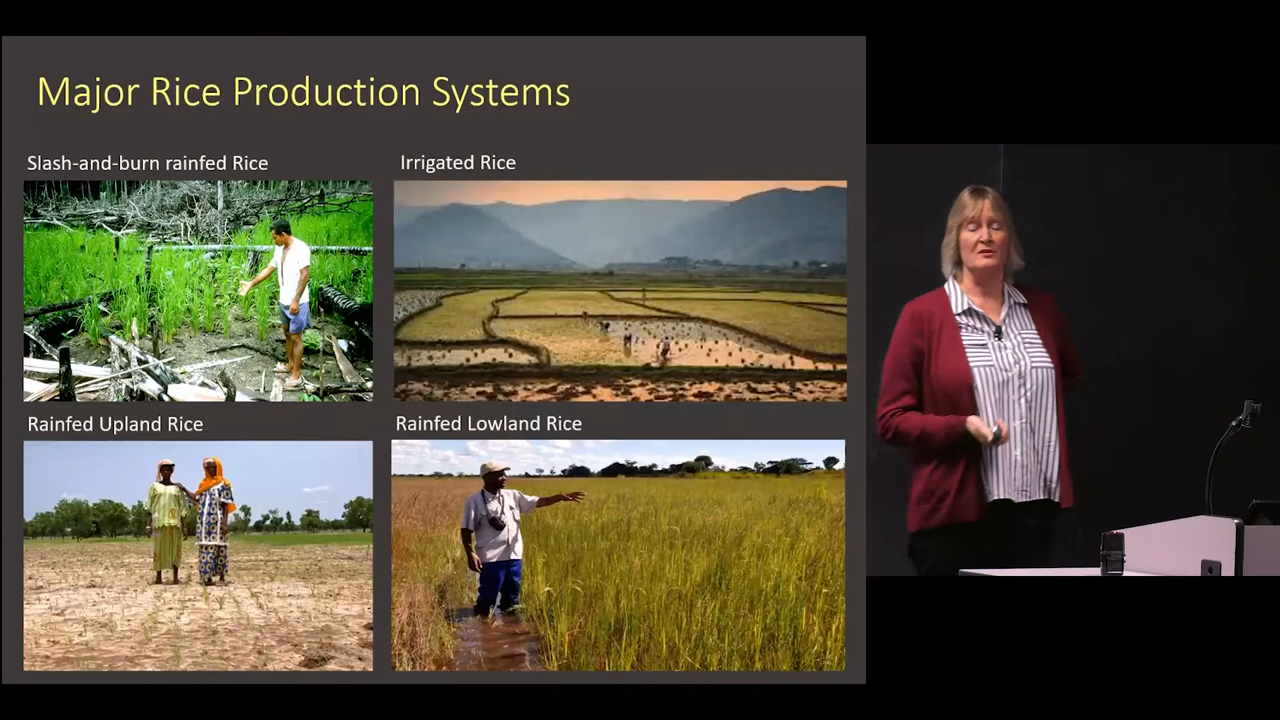 Major Rice Production Systems
Slash-and-burn rainfed Rice
Irrigated Rice
Rainfed Upland Rice
Rainfed Lowland Rice